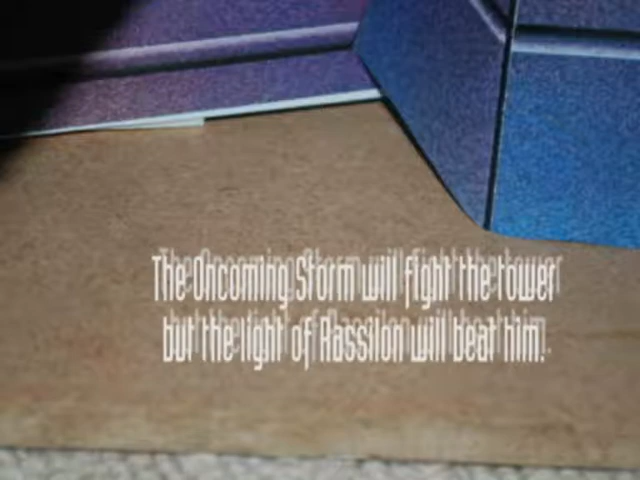 The Oncoming Storm will fight the tower
but the light of Rassilon will beat him.